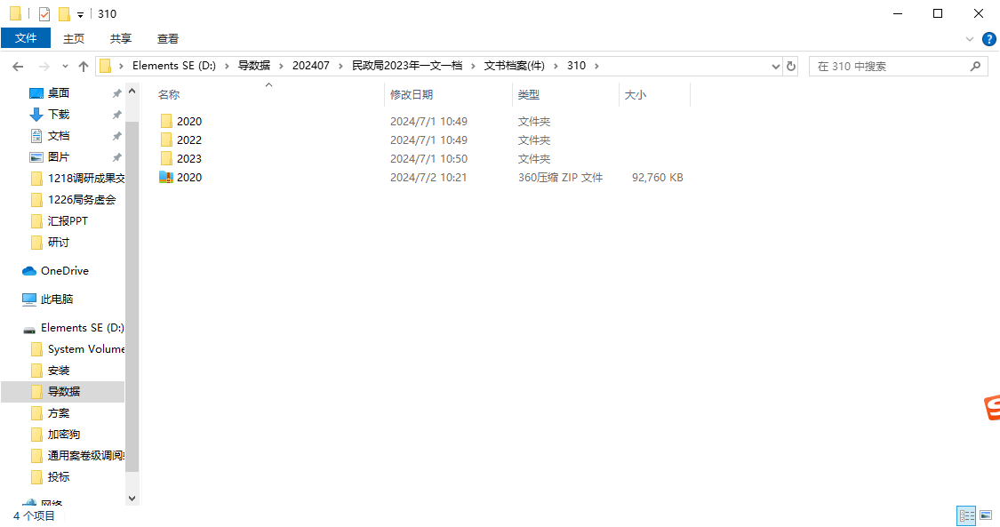 310
文件 主页 共享 查看
Elements SE (D:) 导数据 202407 民政局2023年一文一档 文书档案(件) 310 在 310 中搜索
名称 修改日期 类型 大小
2020 2024/7/1 10:49 文件夹
2022 2024/7/1 10:49 文件夹
2023 2024/7/1 10:50 文件夹
2020 2024/7/2 10:21 360压缩 ZIP 文件 92,760 KB
桌面
下载
文档
图片
1218调研成果交
1226局务虚会
汇报PPT
研讨
OneDrive
此电脑
Elements SE (D:)
System Volume
安装
导数据
方案
加密狗
通用案卷级调阅
投标
网络
4 个项目